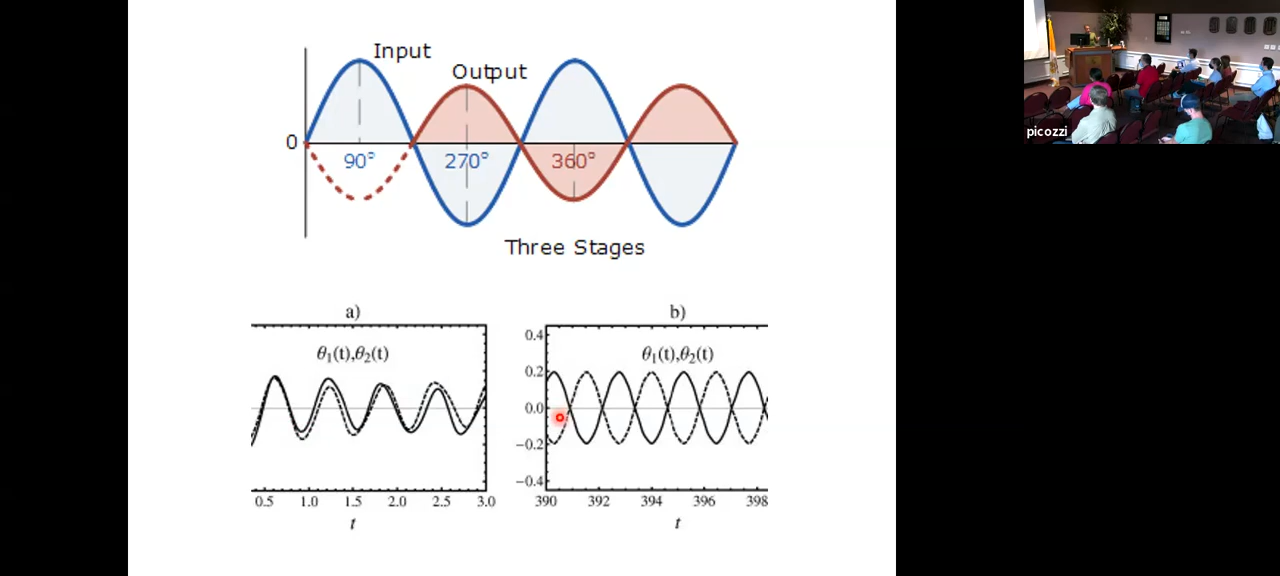 Input
Output
0
90°
270°
360°
Three Stages
a)
θ₁(t),θ₂(t)
0.5 1.0 1.5 2.0 2.5 3.0
t
b)
θ₁(t),θ₂(t)
0.4
0.2
0.0
−0.2
−0.4
390 392 394 396 398
t
picozzi